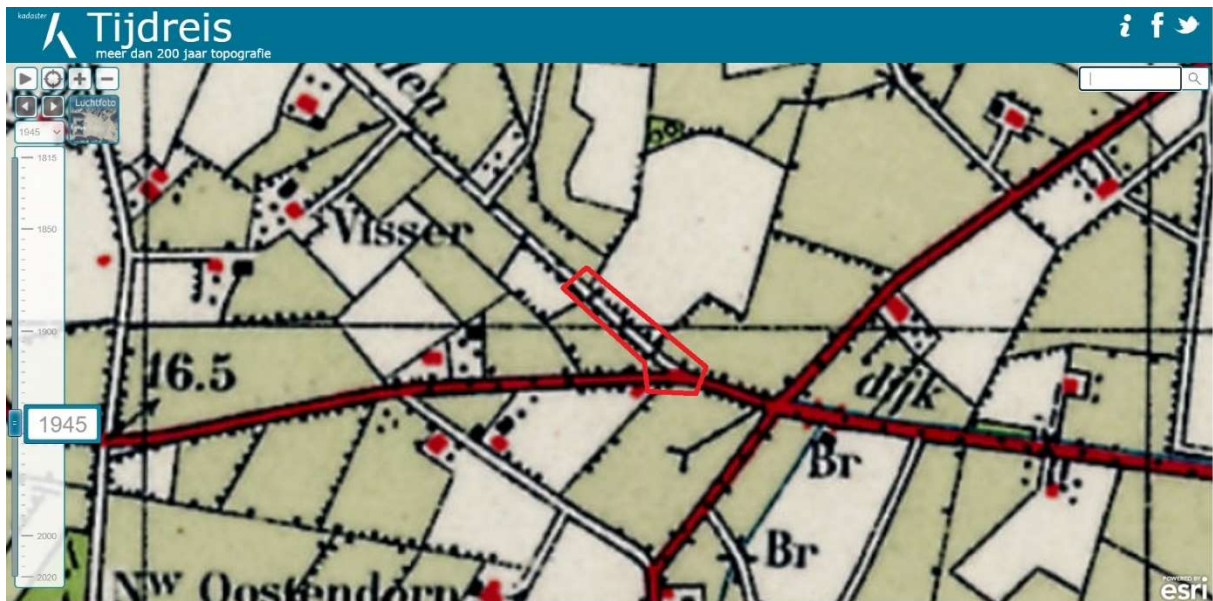 kadaster
Tijdreis
meer dan 200 jaar topografie
Luchtfoto
1945
1815
1850
1900
1945
2000
2020
Visser
16.5
dijk
Br
Br
NW Oostendorp
POWERED BY
esri